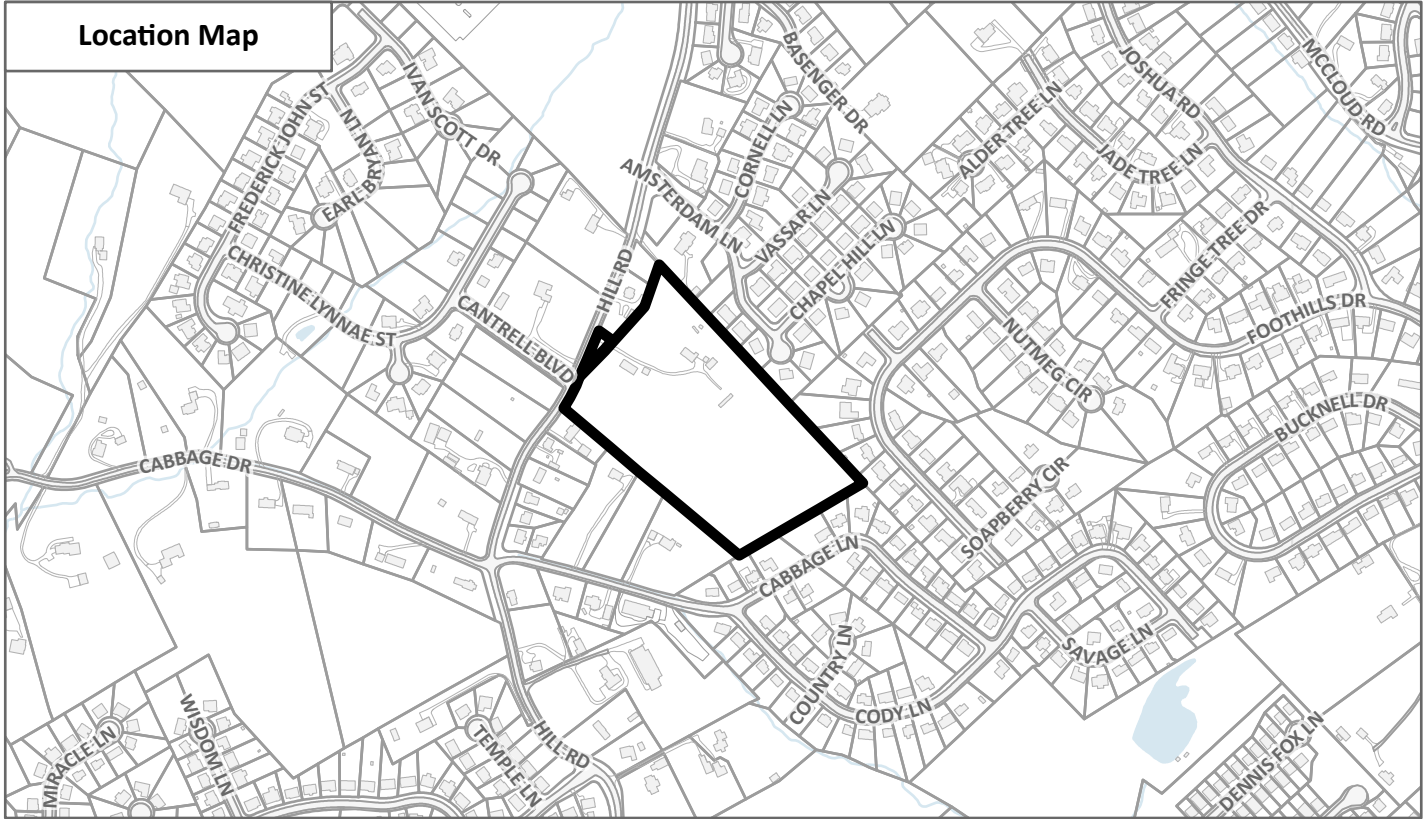 Location Map
IVAN SCOTT DR
FREDERICK JOHN ST
EARL BRYAN LN
CHRISTINE LYNNAE ST
CANTRELL BLVD
HILL RD
AMSTERDAM LN
CORNELL LN
BASENGER DR
VASSAR LN
CHAPEL HILL LN
ALDER TREE LN
JOSHUA RD
JADE TREE LN
MCCLOUD RD
FRINGE TREE DR
FOOTHILLS DR
NUTMEG CIR
BUCKNELL DR
SOAPBERRY CIR
CABBAGE DR
CABBAGE LN
COUNTRY LN
CODY LN
SAVAGE LN
MIRACLE LN
WISDOM LN
TEMPLE LN
HILL RD
DENNIS FOX LN